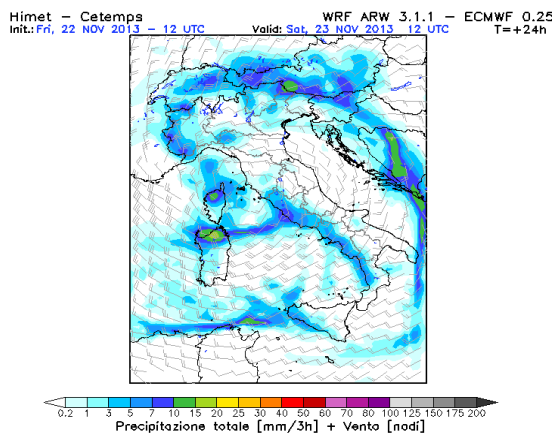 Himet – Cetemps WRF ARW 3.1.1 – ECMWF 0.25
Init.: Fri, 22 NOV 2013 – 12 UTC Valid: Sat, 23 NOV 2013 12 UTC T=+24h
0.2 1 3 5 7 10 15 20 25 30 40 50 60 70 80 90 100 125 150 175 200
Precipitazione totale [mm/3h] + Vento [nodi]